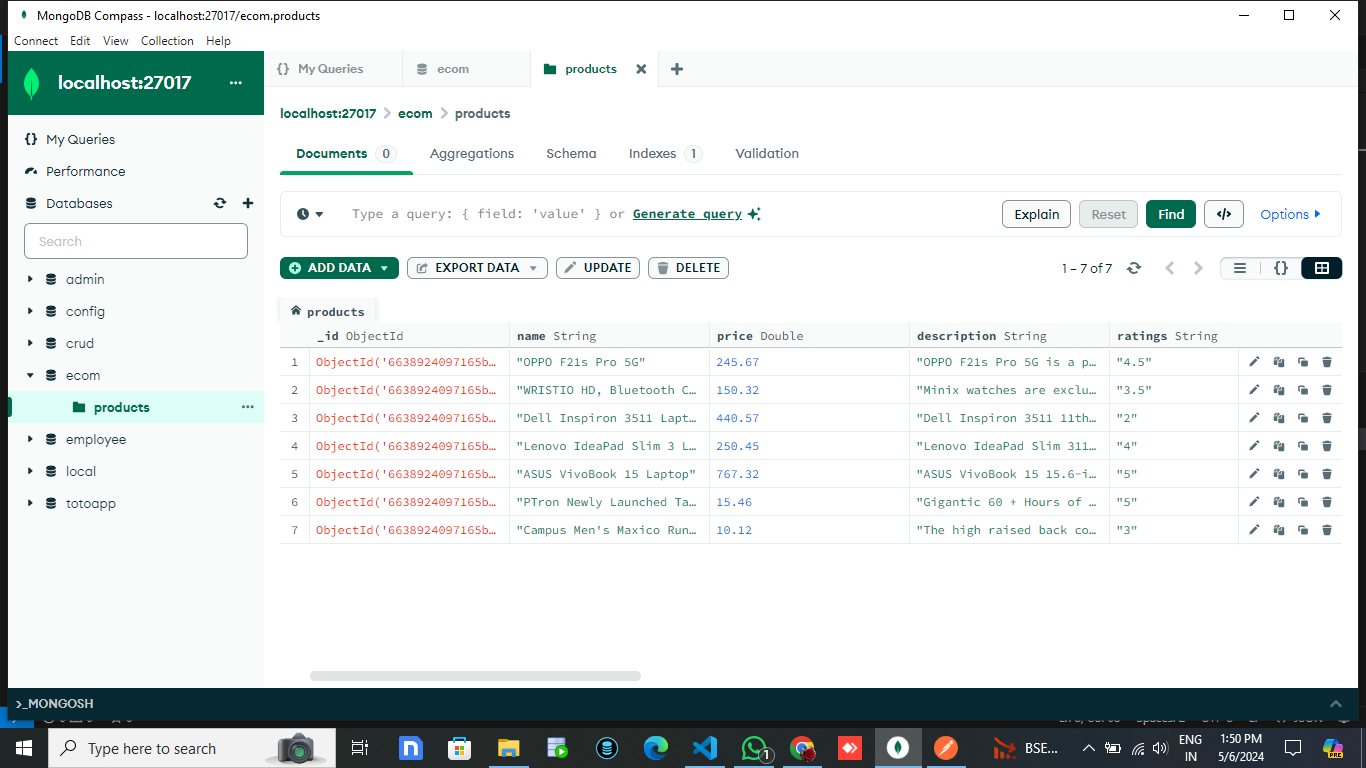 MongoDB Compass - localhost:27017/ecom.products
Connect Edit View Collection Help
localhost:27017 ...
{} My Queries
Performance
Databases
Search
admin
config
crud
ecom
products ...
employee
local
totoapp
{} My Queries ecom products
localhost:27017 > ecom > products
Documents 0 Aggregations Schema Indexes 1 Validation
Type a query: { field: 'value' } or Generate query
Explain Reset Find </> Options
ADD DATA EXPORT DATA UPDATE DELETE 1 – 7 of 7 {}
products
_id ObjectId name String price Double description String ratings String
1 ObjectId('6638924097165b… "OPPO F21s Pro 5G" 245.67 "OPPO F21s Pro 5G is a p… "4.5"
2 ObjectId('6638924097165b… "WRISTIO HD, Bluetooth C… 150.32 "Minix watches are exclu… "3.5"
3 ObjectId('6638924097165b… "Dell Inspiron 3511 Lapt… 440.57 "Dell Inspiron 3511 11th… "2"
4 ObjectId('6638924097165b… "Lenovo IdeaPad Slim 3 L… 250.45 "Lenovo IdeaPad Slim 311… "4"
5 ObjectId('6638924097165b… "ASUS VivoBook 15 Laptop" 767.32 "ASUS VivoBook 15 15.6-i… "5"
6 ObjectId('6638924097165b… "PTron Newly Launched Ta… 15.46 "Gigantic 60 + Hours of … "5"
7 ObjectId('6638924097165b… "Campus Men's Maxico Run… 10.12 "The high raised back co… "3"
>_MONGOSH
Type here to search
1
BSE...
ENG
IN
1:50 PM
5/6/2024
PRE